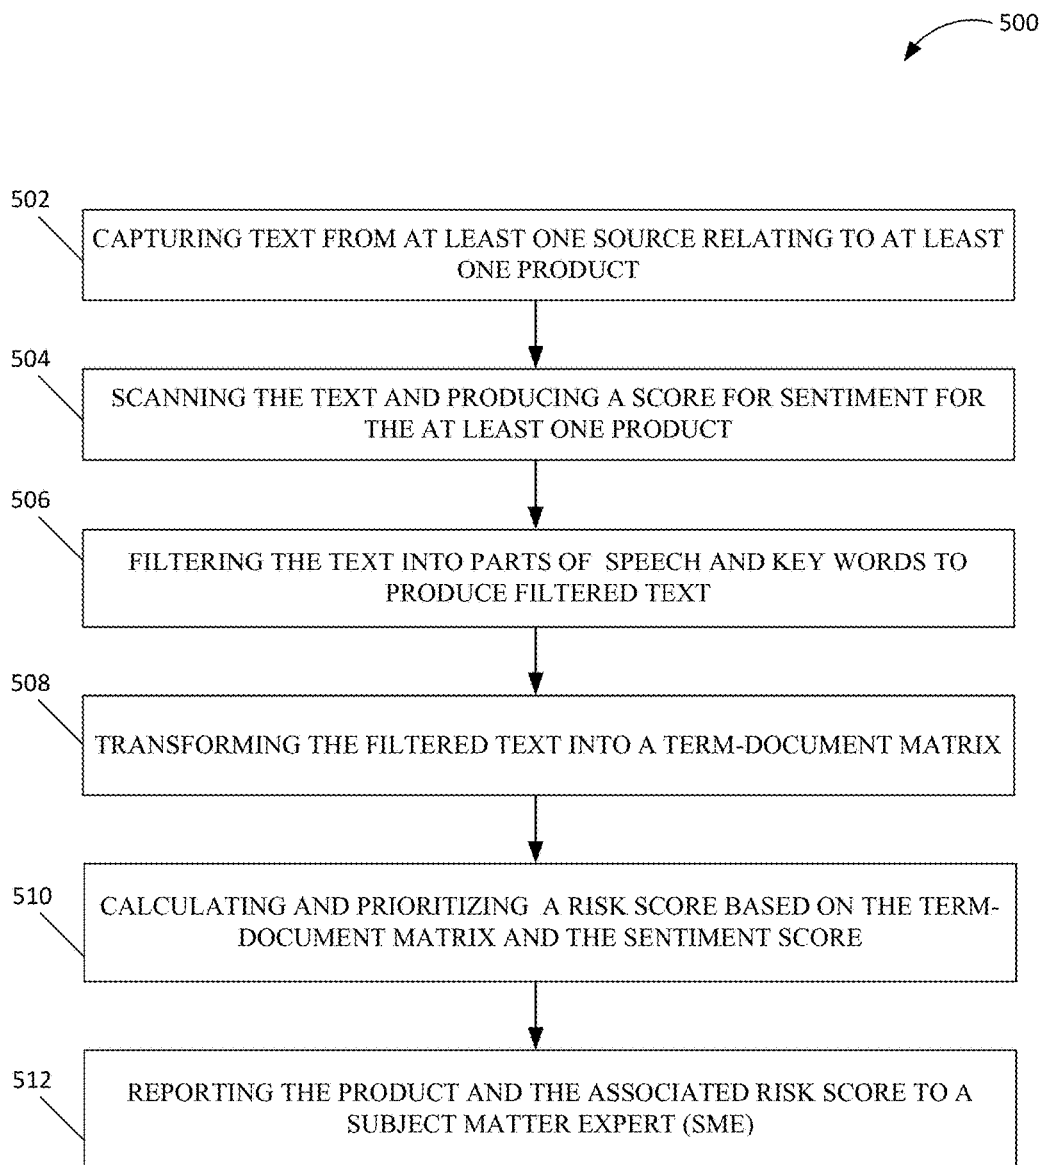 500
502
CAPTURING TEXT FROM AT LEAST ONE SOURCE RELATING TO AT LEAST
ONE PRODUCT
504
SCANNING THE TEXT AND PRODUCING A SCORE FOR SENTIMENT FOR
THE AT LEAST ONE PRODUCT
506
FILTERING THE TEXT INTO PARTS OF SPEECH AND KEY WORDS TO
PRODUCE FILTERED TEXT
508
TRANSFORMING THE FILTERED TEXT INTO A TERM-DOCUMENT MATRIX
510
CALCULATING AND PRIORITIZING A RISK SCORE BASED ON THE TERM-
DOCUMENT MATRIX AND THE SENTIMENT SCORE
512
REPORTING THE PRODUCT AND THE ASSOCIATED RISK SCORE TO A
SUBJECT MATTER EXPERT (SME)